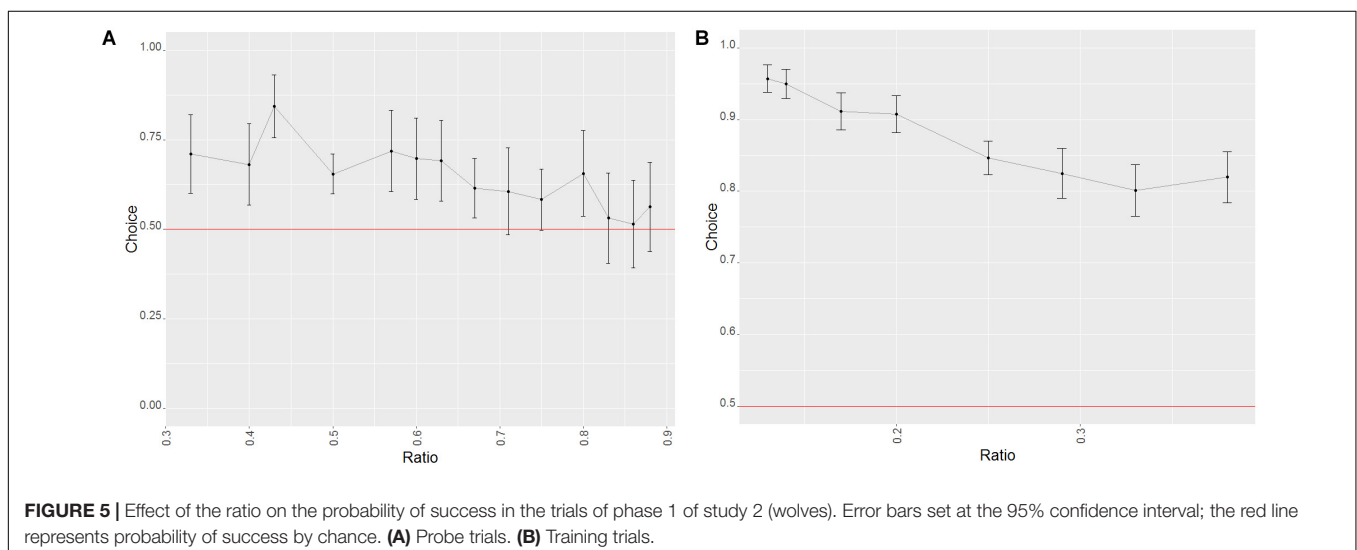 A
1.00
0.75
0.50
0.25
0.00
Choice
0.3
0.4
0.5
0.6
0.7
0.8
0.9
Ratio
B
1.0
0.9
0.8
0.7
0.6
0.5
Choice
0.2
0.3
Ratio
FIGURE 5 | Effect of the ratio on the probability of success in the trials of phase 1 of study 2 (wolves). Error bars set at the 95% confidence interval; the red line
represents probability of success by chance. (A) Probe trials. (B) Training trials.